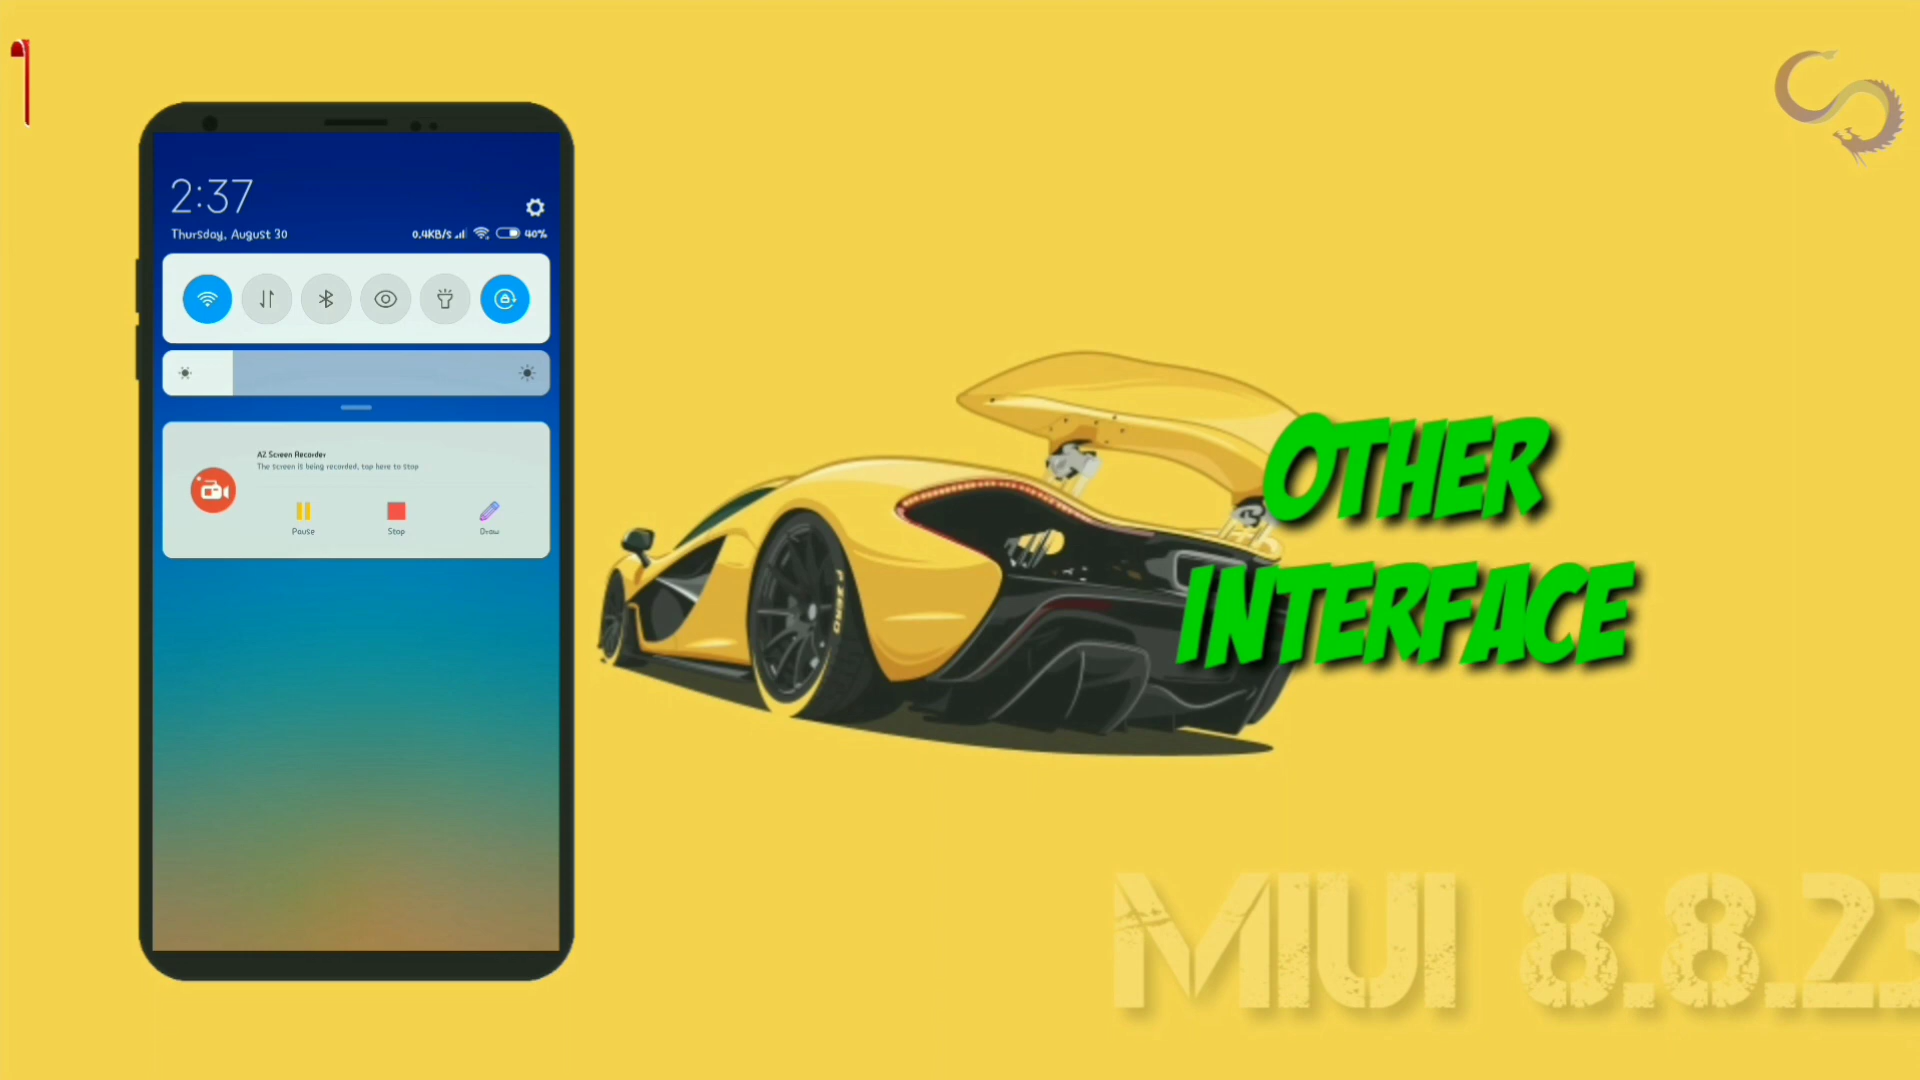 2:37
Thursday, August 30
0.4KB/s 40%
AZ Screen Recorder
The screen is being recorded, tap here to stop
Pause Stop Draw
OTHER
INTERFACE
P ZERO
MIUI 8.8.23